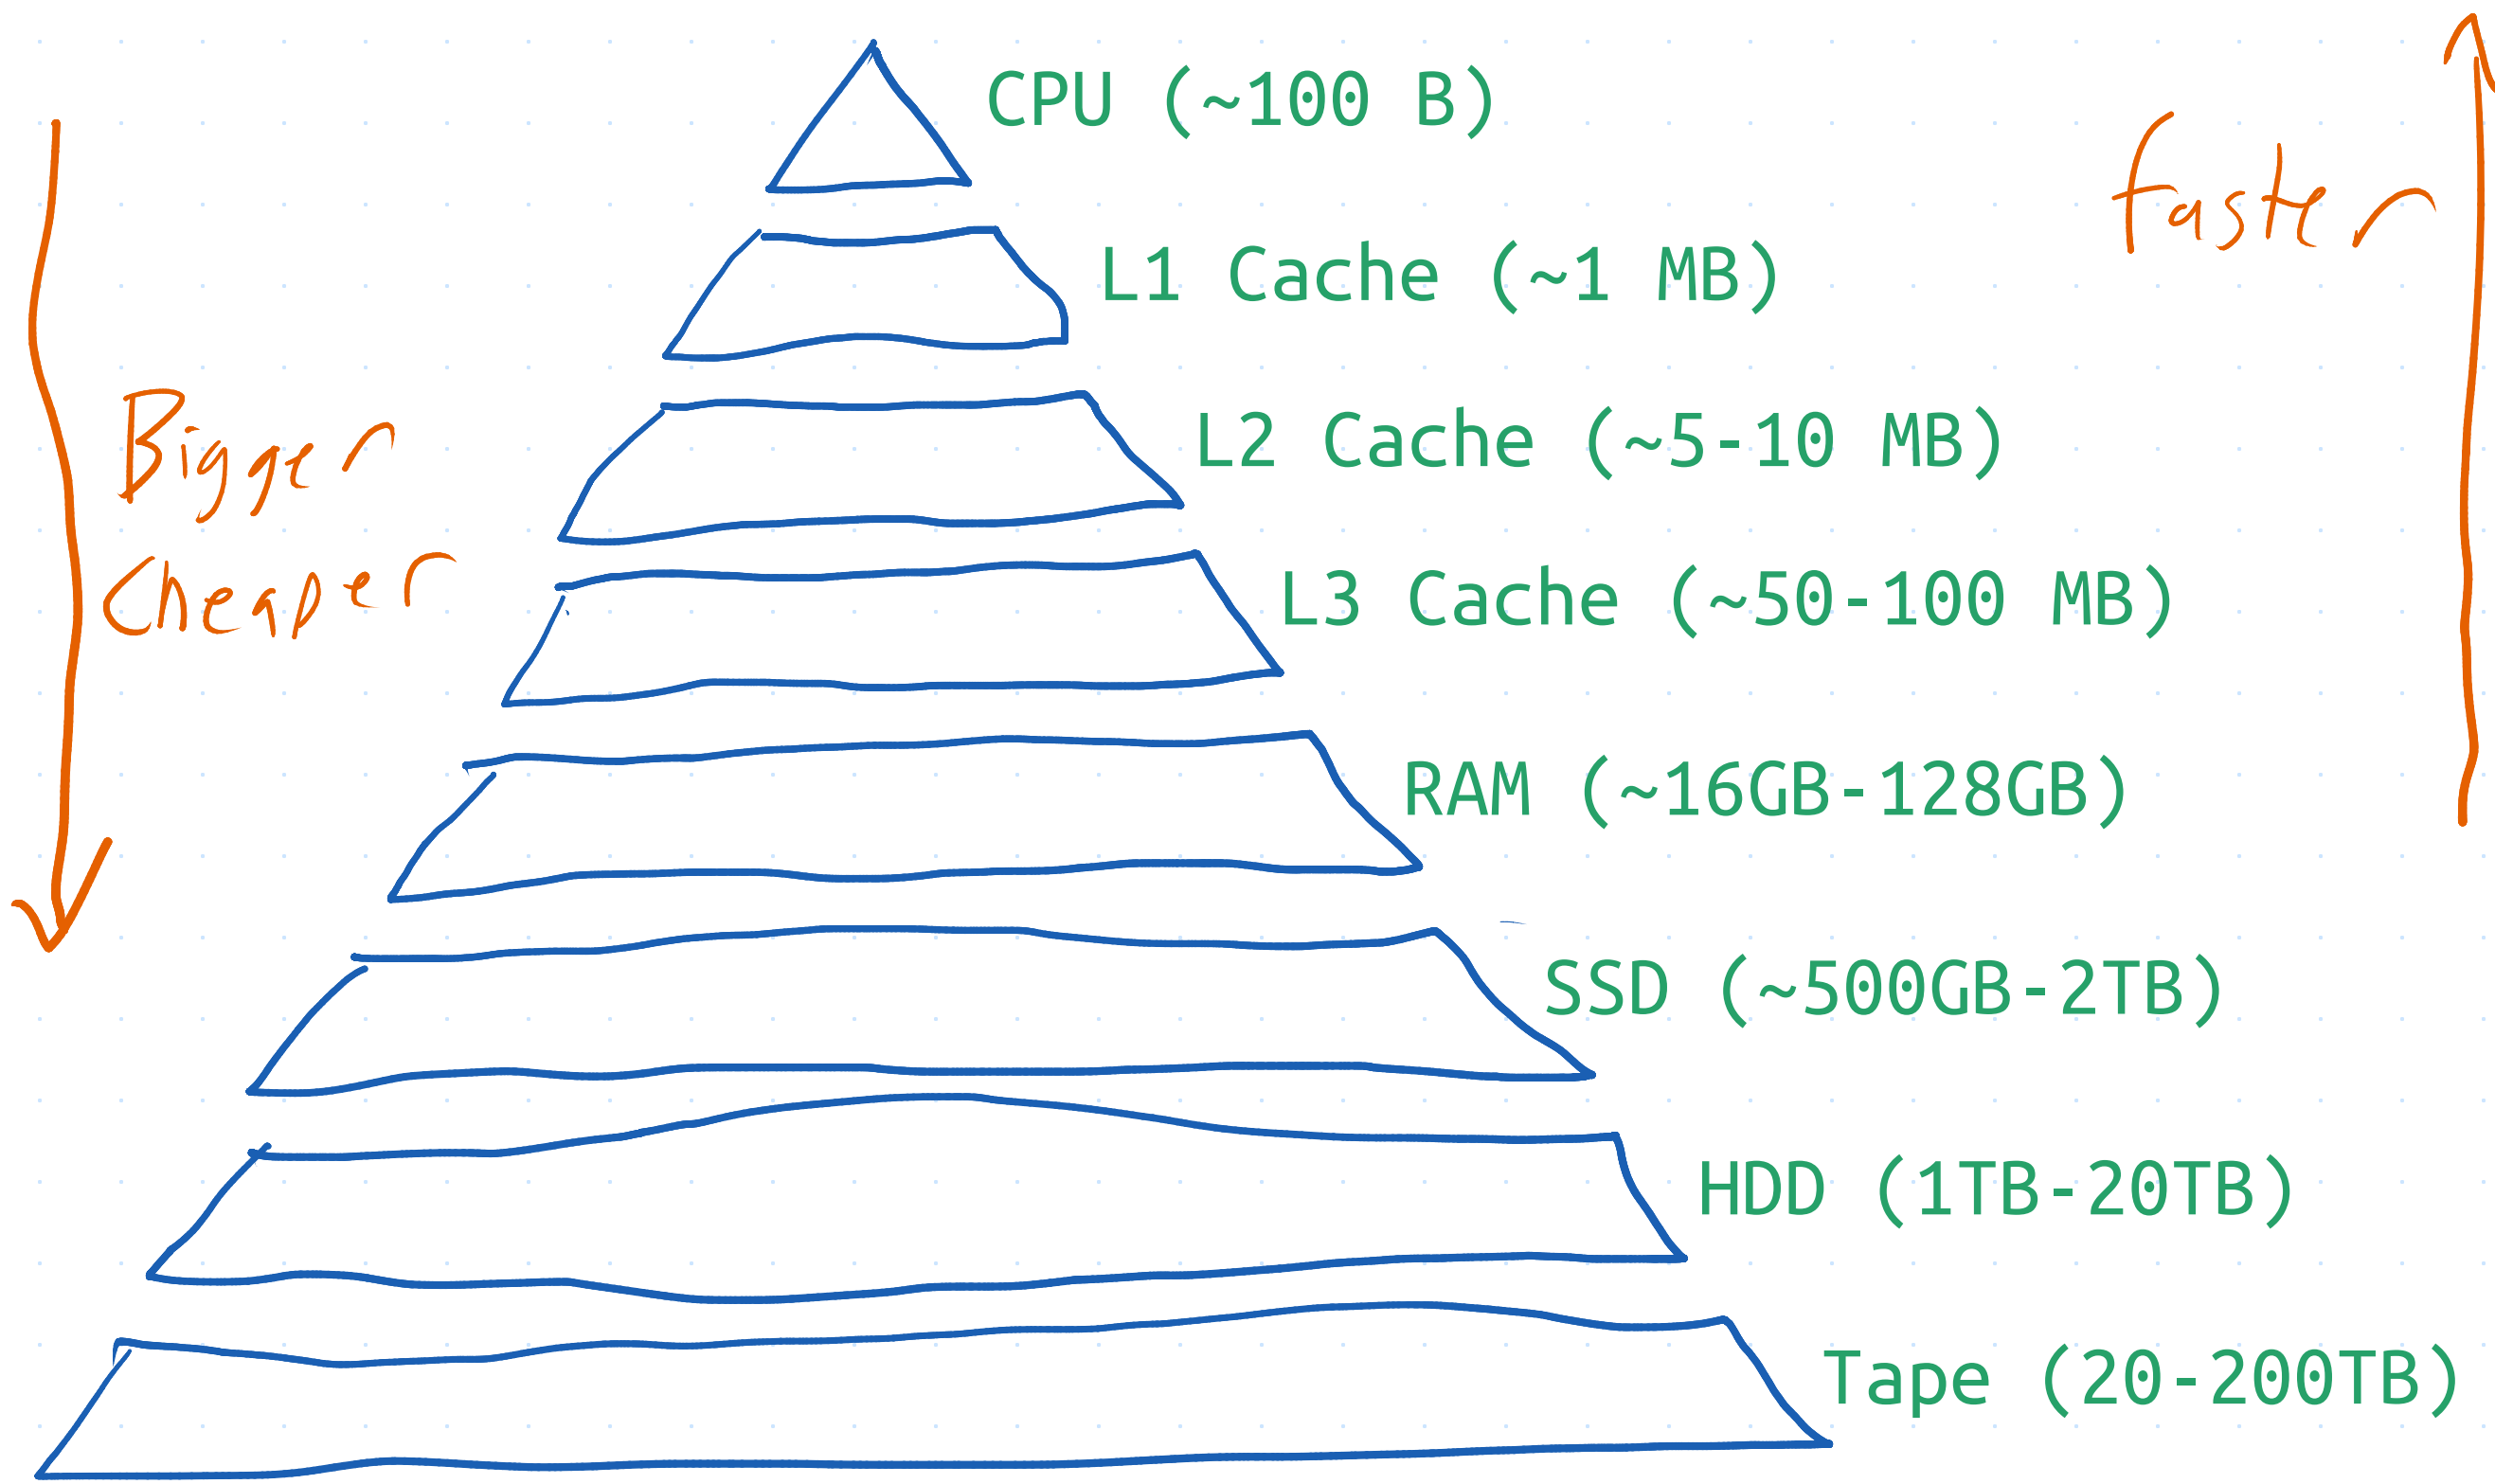 CPU (~100 B)
faster
L1 Cache (~1 MB)
Bigger
L2 Cache (~5-10 MB)
Cheaper
L3 Cache (~50-100 MB)
RAM (~16GB-128GB)
SSD (~500GB-2TB)
HDD (1TB-20TB)
Tape (20-200TB)